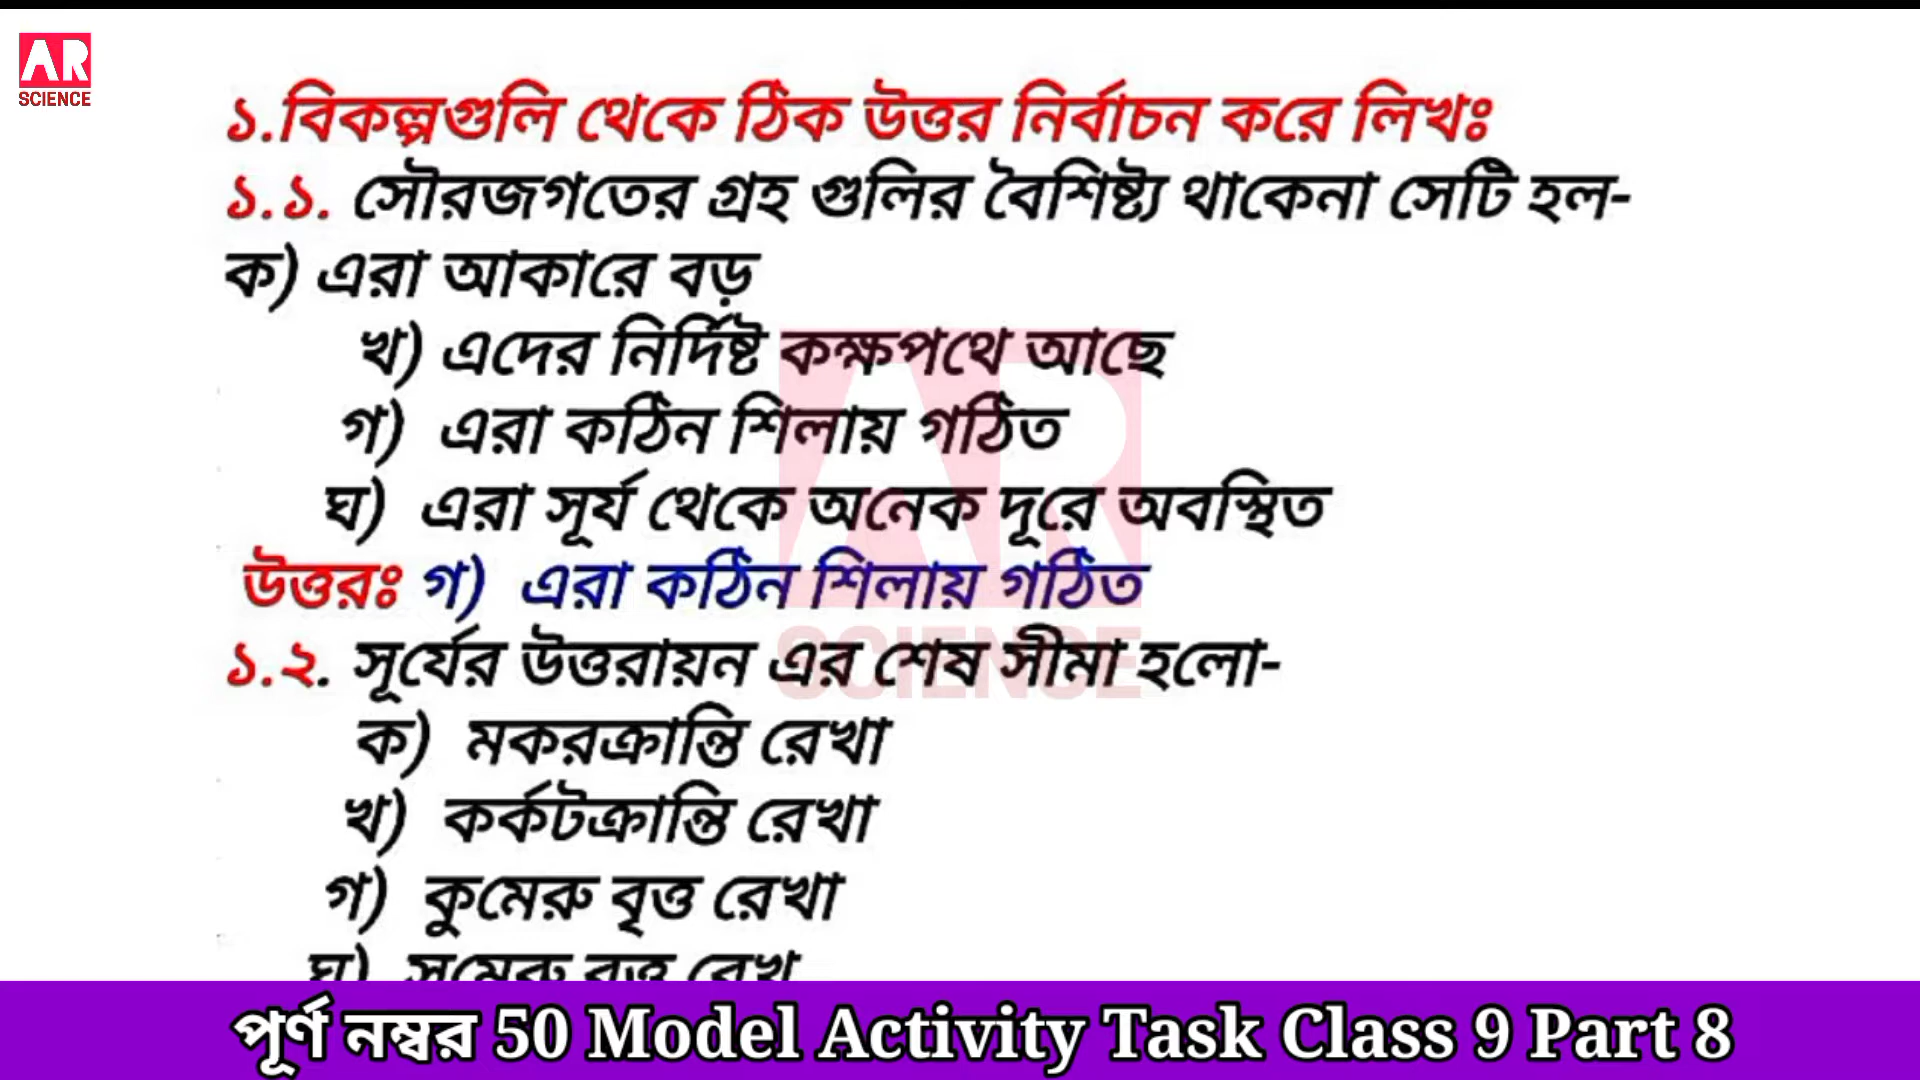 AR
SCIENCE
১.বিকল্পগুলি থেকে ঠিক উত্তর নির্বাচন করে লিখঃ
১.১. সৌরজগতের গ্রহ গুলির বৈশিষ্ট্য থাকেনা সেটি হল-
ক) এরা আকারে বড়
খ) এদের নির্দিষ্ট কক্ষপথে আছে
গ) এরা কঠিন শিলায় গঠিত
ঘ) এরা সূর্য থেকে অনেক দূরে অবস্থিত
উত্তরঃ গ) এরা কঠিন শিলায় গঠিত
১.২. সূর্যের উত্তরায়ন এর শেষ সীমা হলো-
ক) মকরক্রান্তি রেখা
খ) কর্কটক্রান্তি রেখা
গ) কুমেরু বৃত্ত রেখা
ঘ) সুমেরু বৃত্ত রেখ
AR
SCIENCE
পূর্ণ নম্বর 50 Model Activity Task Class 9 Part 8